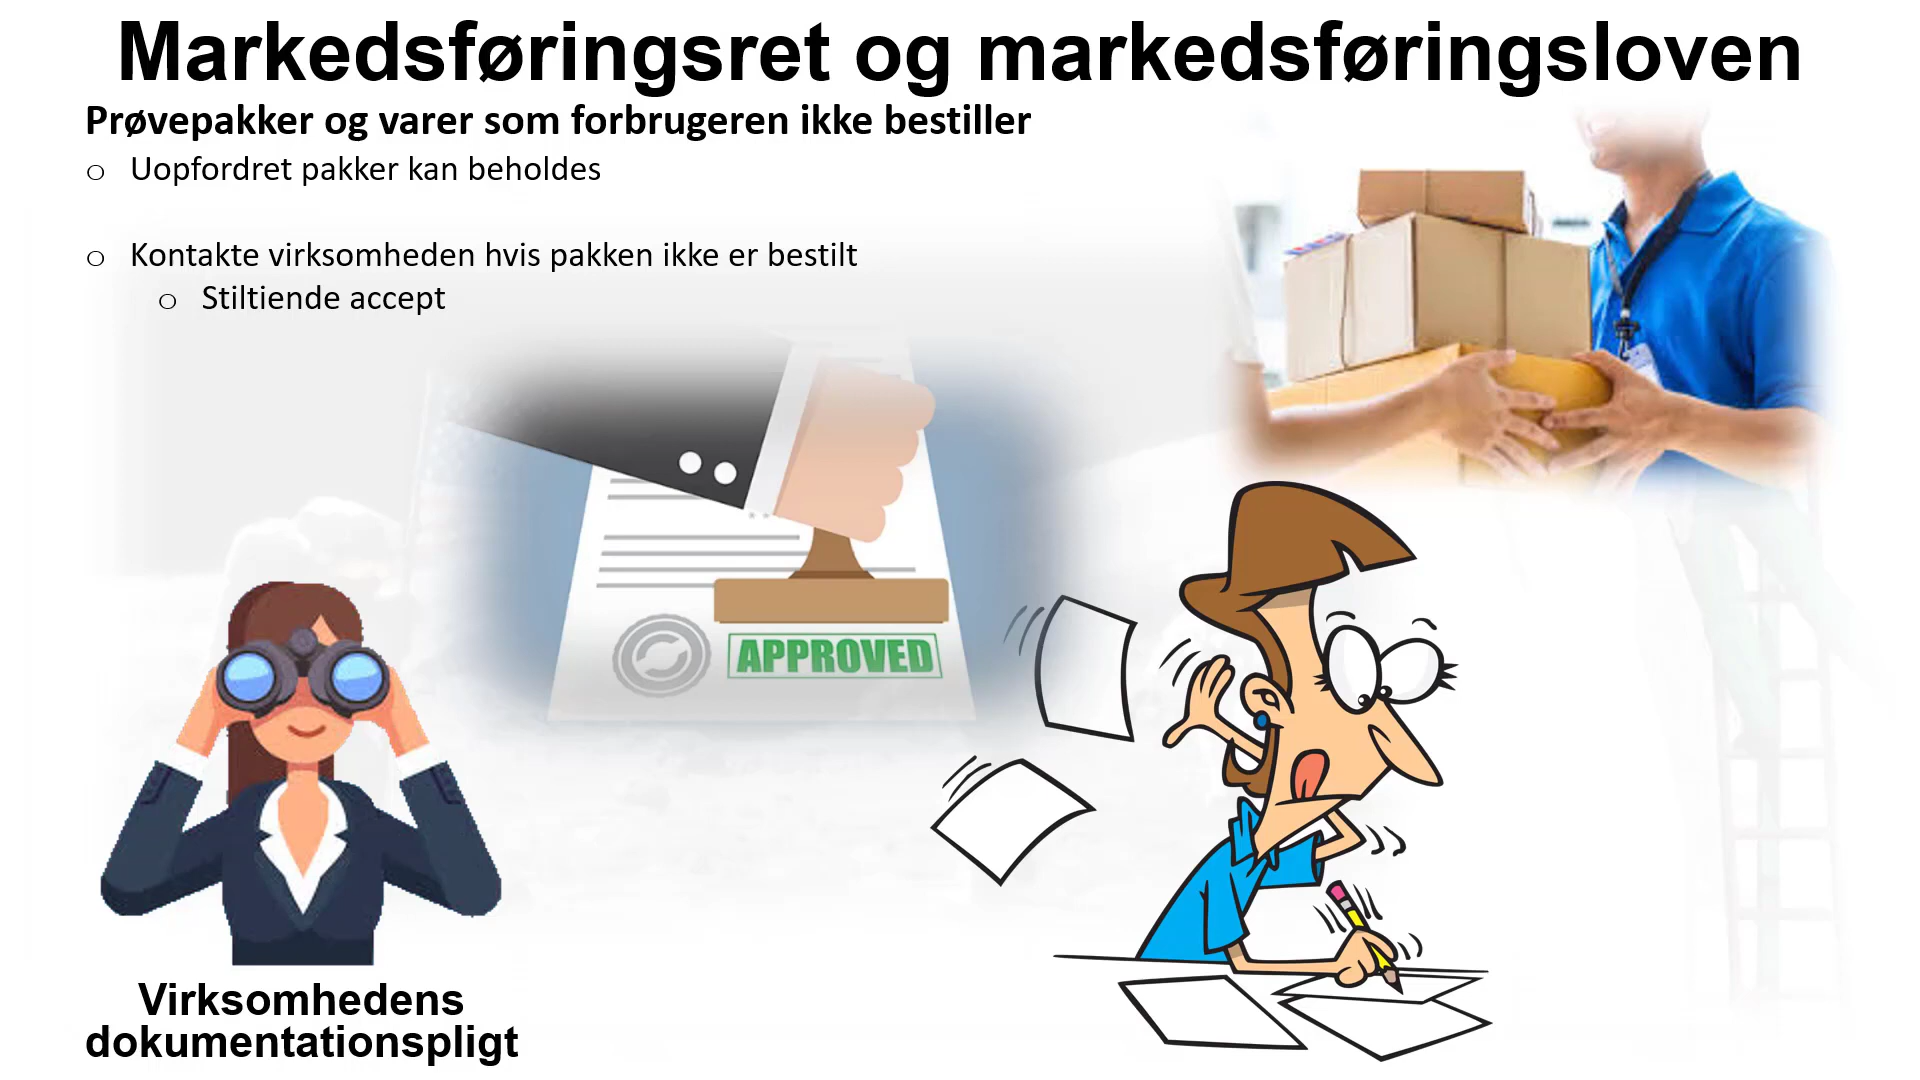 Markedsføringsret og markedsføringsloven
Prøvepakker og varer som forbrugeren ikke bestiller
o Uopfordret pakker kan beholdes
o Kontakte virksomheden hvis pakken ikke er bestilt
o Stiltiende accept
APPROVED
Virksomhedens
dokumentationspligt